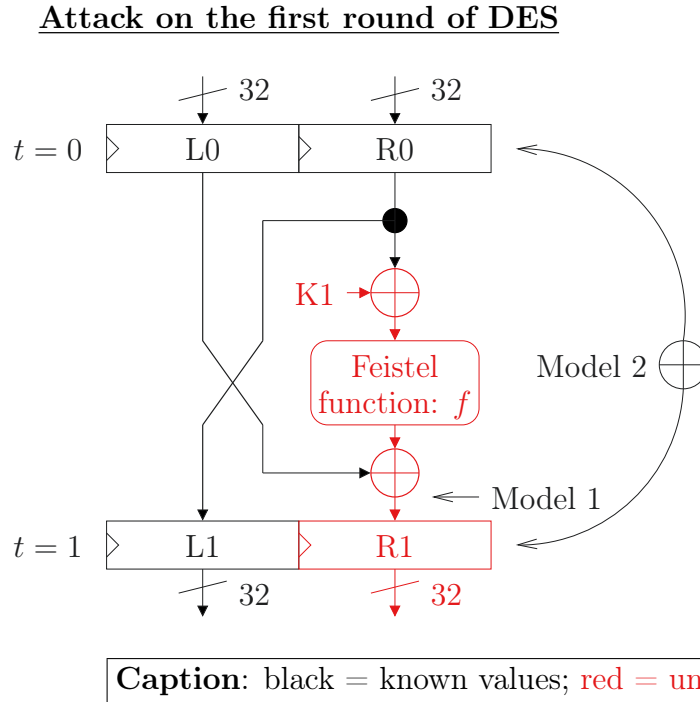 Attack on the first round of DES
32 32
t = 0 L0 R0
K1
Feistel
function: f
Model 2
Model 1
t = 1 L1 R1
32 32
Caption: black = known values; red = un